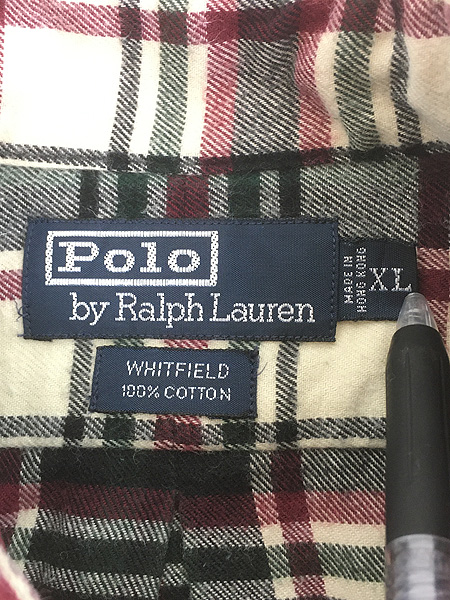 Polo
by Ralph Lauren
MADE IN
HONG KONG
XL
WHITFIELD
100% COTTON